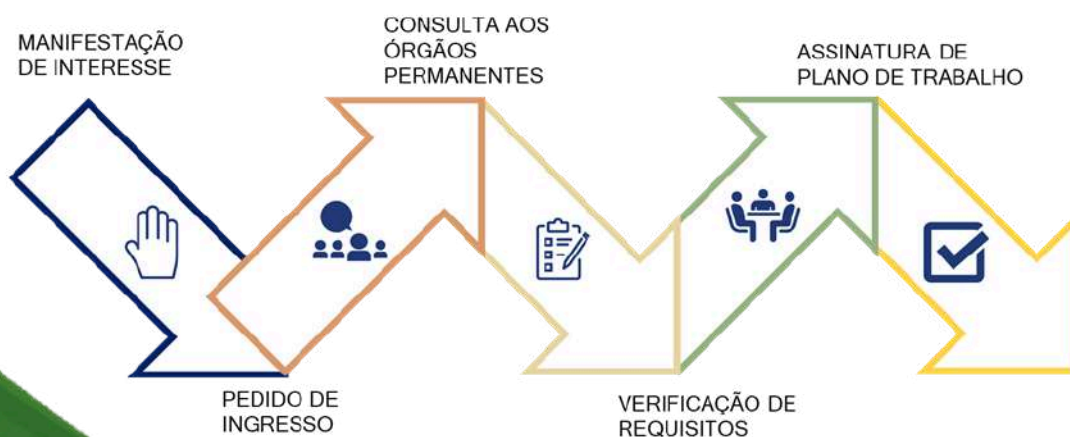 MANIFESTAÇÃO
DE INTERESSE
PEDIDO DE
INGRESSO
CONSULTA AOS
ÓRGÃOS
PERMANENTES
VERIFICAÇÃO DE
REQUISITOS
ASSINATURA DE
PLANO DE TRABALHO